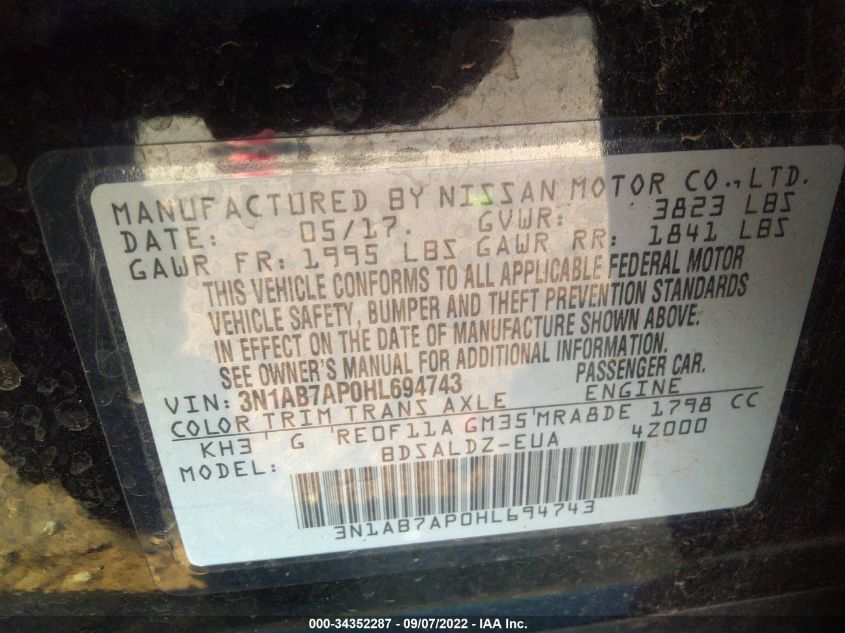 MANUFACTURED BY NISSAN MOTOR CO., LTD.
DATE: 05/17. GVWR: 3823 LBS
GAWR FR: 1995 LBS GAWR RR: 1841 LBS
THIS VEHICLE CONFORMS TO ALL APPLICABLE FEDERAL MOTOR
VEHICLE SAFETY, BUMPER AND THEFT PREVENTION STANDARDS
IN EFFECT ON THE DATE OF MANUFACTURE SHOWN ABOVE.
SEE OWNER'S MANUAL FOR ADDITIONAL INFORMATION.
VIN: 3N1AB7AP0HL694743 PASSENGER CAR.
COLOR TRIM TRANS AXLE ENGINE
KH3 G 'RE0F11A GM35'MRA8DE 1798 CC
MODEL: BDSALDZ-EUA 4Z000
3N1AB7AP0HL694743
000-34352287 - 09/07/2022 - IAA Inc.